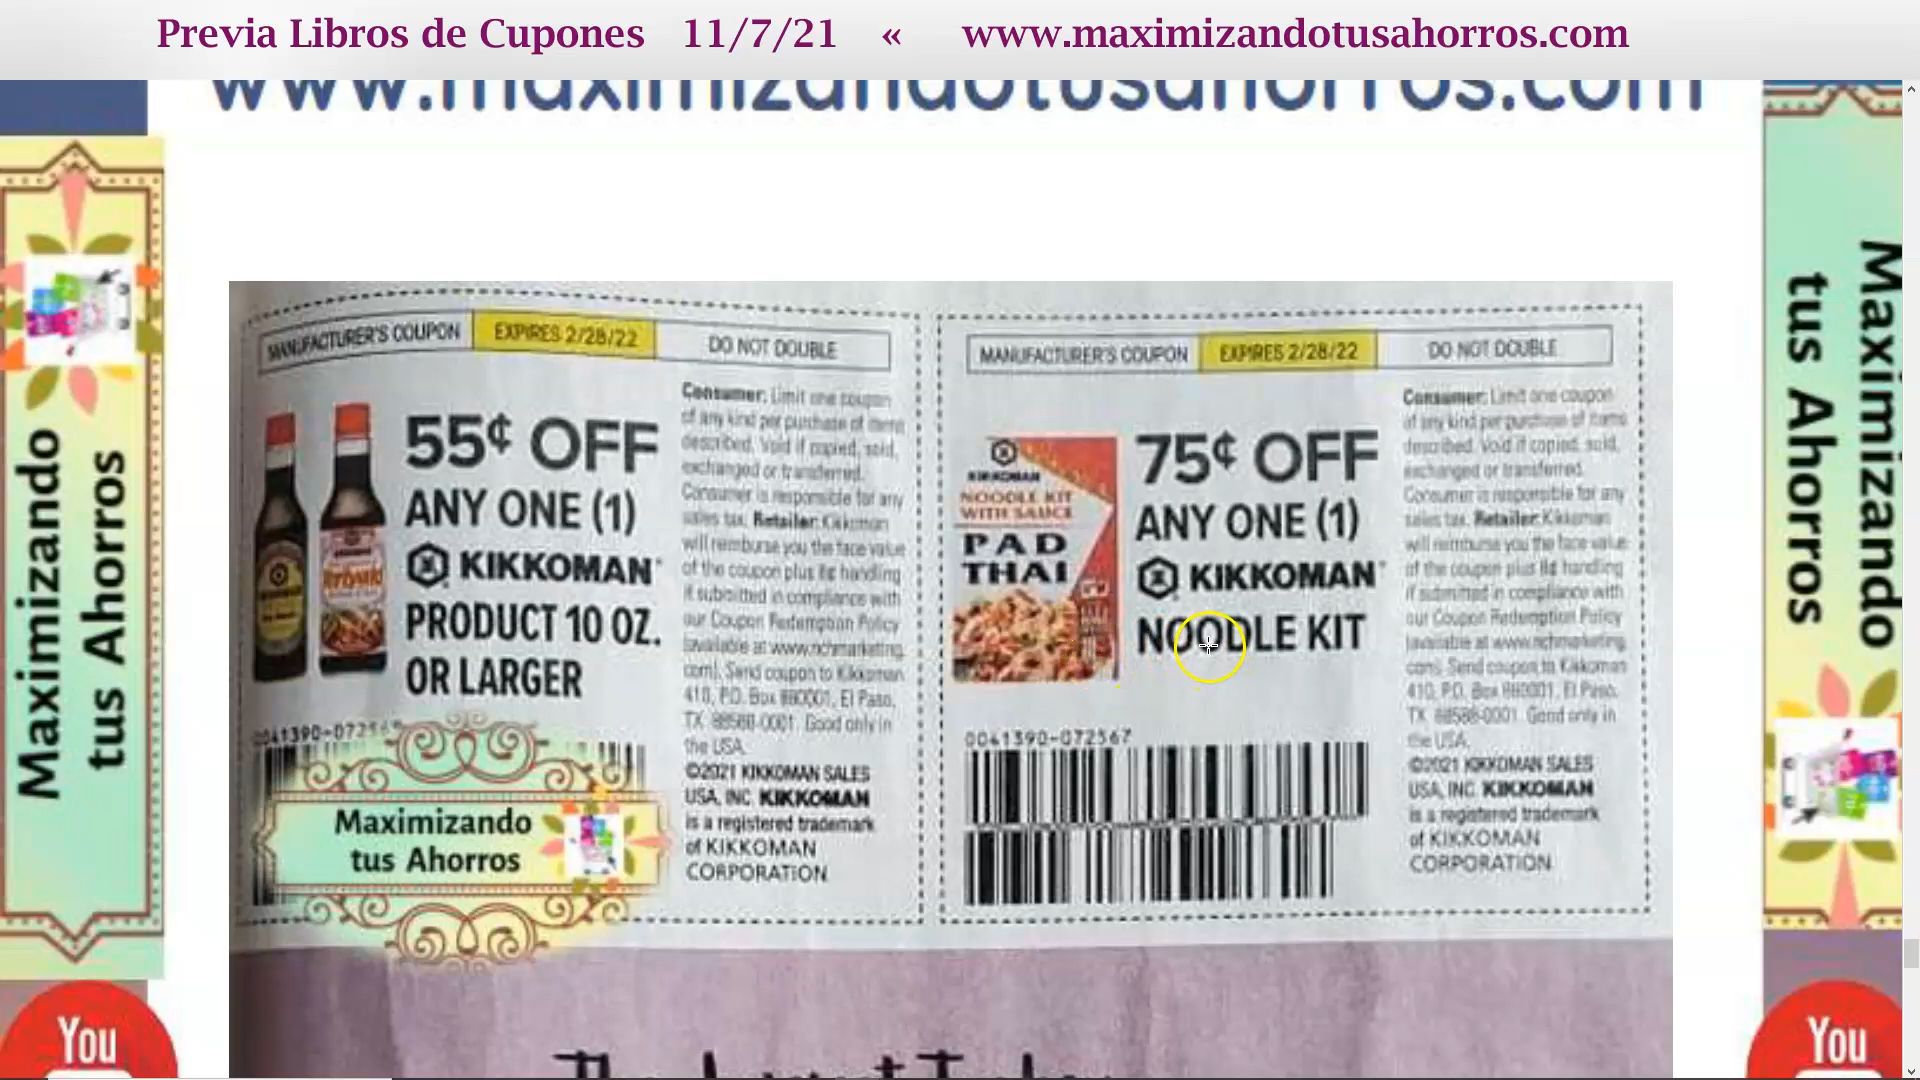 Previa Libros de Cupones 11/7/21 « www.maximizandotusahorros.com
www.maximizandotusahorros.com
Maximizando
tus Ahorros
MANUFACTURER'S COUPON EXPIRES 2/28/22 DO NOT DOUBLE
55¢ OFF
ANY ONE (1)
KIKKOMAN
PRODUCT 10 OZ.
OR LARGER
Consumer: Limit one coupon
of any kind per purchase of items
described. Void if copied, sold,
exchanged or transferred.
Consumer is responsible for any
sales tax. Retailer: Kikkoman
will reimburse you the face value
of the coupon plus 8¢ handling
if submitted in compliance with
our Coupon Redemption Policy
(available at www.nchmarketing.
com). Send coupon to Kikkoman
410, P.O. Box 880001, El Paso,
TX 88588-0001. Good only in
the USA.
©2021 KIKKOMAN SALES
USA, INC. KIKKOMAN
is a registered trademark
of KIKKOMAN
CORPORATION
Maximizando
tus Ahorros
MANUFACTURER'S COUPON EXPIRES 2/28/22 DO NOT DOUBLE
KIKKOMAN
NOODLE KIT
WITH SAUCE
PAD
THAI
75¢ OFF
ANY ONE (1)
KIKKOMAN
NOODLE KIT
0041390-072567
Consumer: Limit one coupon
of any kind per purchase of items
described. Void if copied, sold,
exchanged or transferred.
Consumer is responsible for any
sales tax. Retailer: Kikkoman
will reimburse you the face value
of the coupon plus 8¢ handling
if submitted in compliance with
our Coupon Redemption Policy
(available at www.nchmarketing.
com). Send coupon to Kikkoman
410, P.O. Box 880001, El Paso,
TX 88588-0001. Good only in
the USA.
©2021 KIKKOMAN SALES
USA, INC. KIKKOMAN
is a registered trademark
of KIKKOMAN
CORPORATION
Maximizando
tus Ahorros
You
You